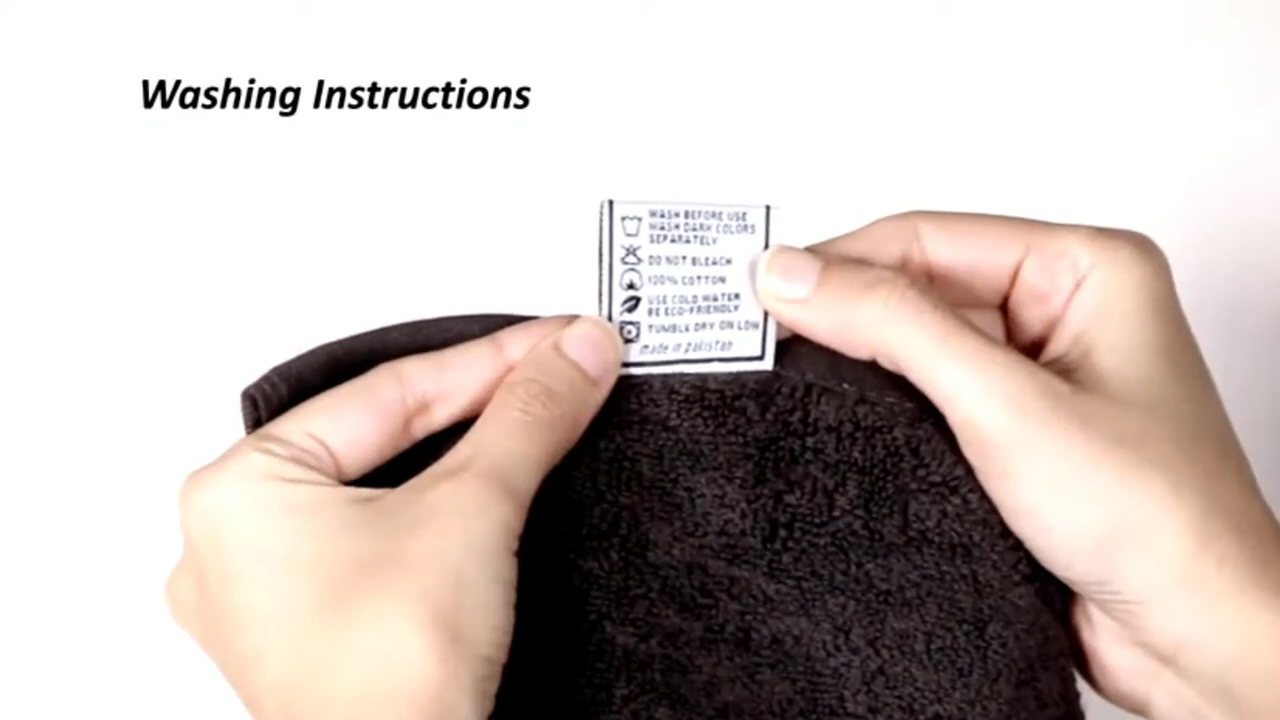 Washing Instructions
WASH BEFORE USE
WASH DARK COLORS
SEPARATELY
DO NOT BLEACH
100% COTTON
USE COLD WATER
BE ECO-FRIENDLY
TUMBLE DRY ON LOW
made in pakistan